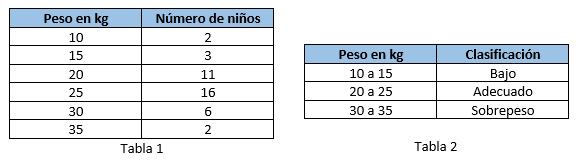 Peso en kg Número de niños
10 2
15 3
20 11
25 16
30 6
35 2
Tabla 1
Peso en kg Clasificación
10 a 15 Bajo
20 a 25 Adecuado
30 a 35 Sobrepeso
Tabla 2